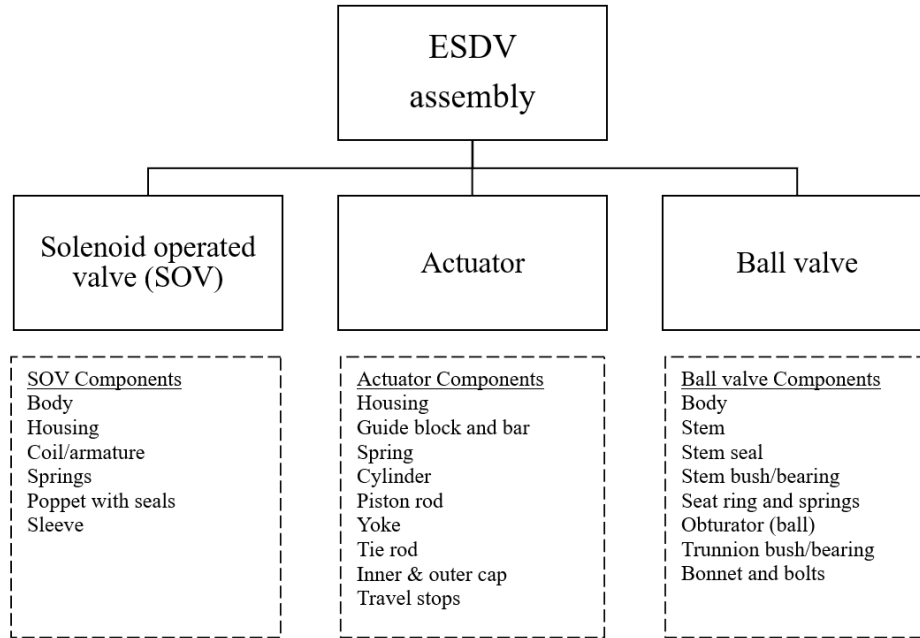 ESDV
assembly
Solenoid operated
valve (SOV)
Actuator
Ball valve
SOV Components
Body
Housing
Coil/armature
Springs
Poppet with seals
Sleeve
Actuator Components
Housing
Guide block and bar
Spring
Cylinder
Piston rod
Yoke
Tie rod
Inner & outer cap
Travel stops
Ball valve Components
Body
Stem
Stem seal
Stem bush/bearing
Seat ring and springs
Obturator (ball)
Trunnion bush/bearing
Bonnet and bolts